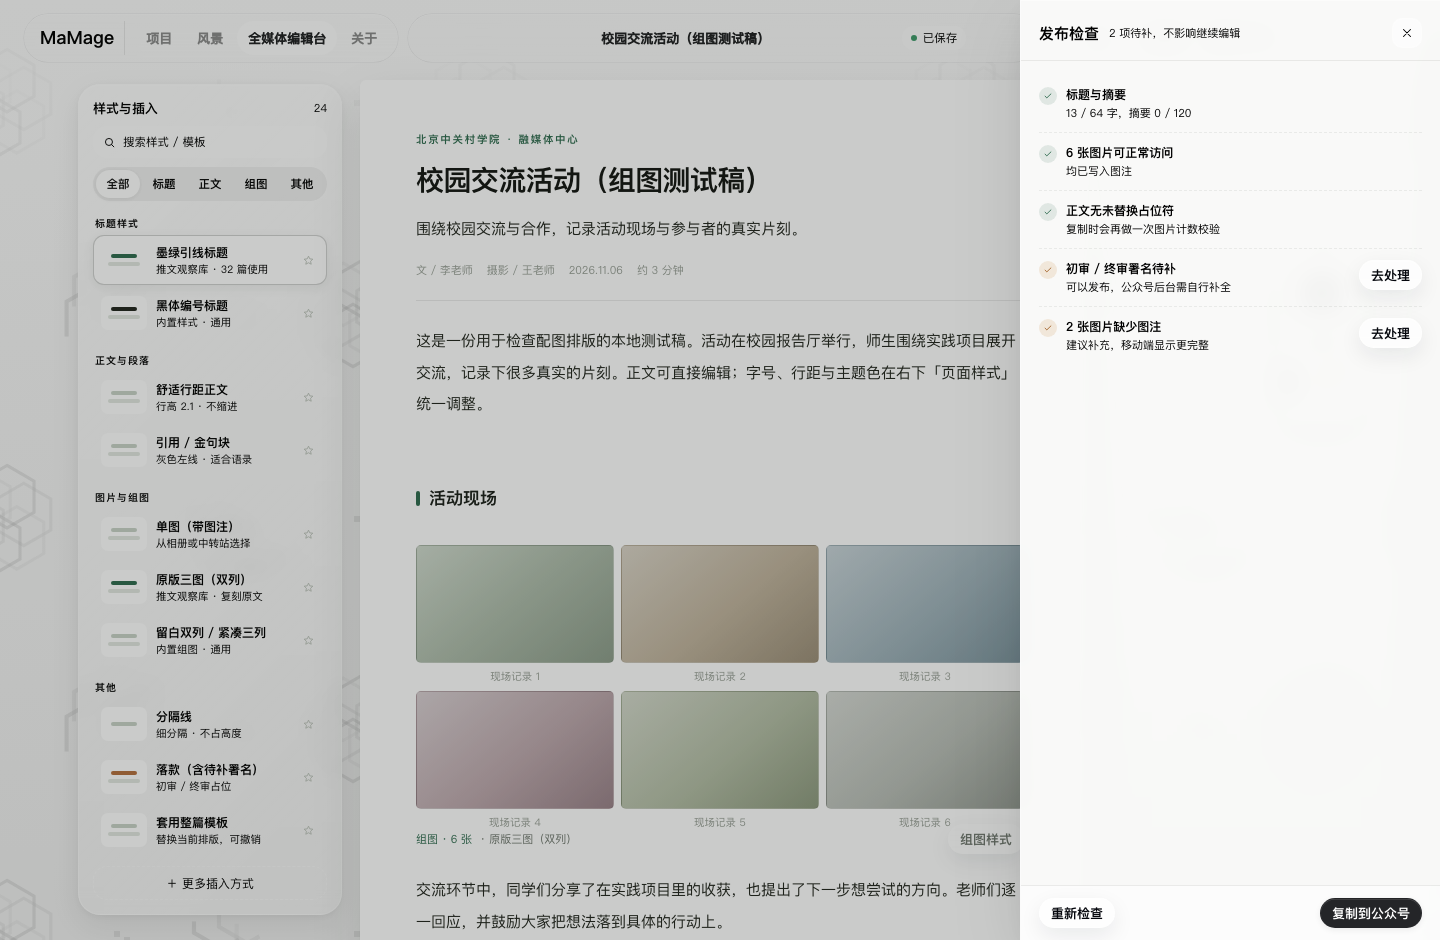 MaMage
项目 风景 全媒体编辑台 关于
校园交流活动（组图测试稿）
已保存
样式与插入 24
搜索样式 / 模板
全部 标题 正文 组图 其他
标题样式
墨绿引线标题
推文观察库 · 32 篇使用
黑体编号标题
内置样式 · 通用
正文与段落
舒适行距正文
行高 2.1 · 不缩进
引用 / 金句块
灰色左线 · 适合语录
图片与组图
单图（带图注）
从相册或中转站选择
原版三图（双列）
推文观察库 · 复刻原文
留白双列 / 紧凑三列
内置组图 · 通用
其他
分隔线
细分隔 · 不占高度
落款（含待补署名）
初审 / 终审占位
套用整篇模板
替换当前排版，可撤销
+ 更多插入方式
北京中关村学院 · 融媒体中心
校园交流活动（组图测试稿）
围绕校园交流与合作，记录活动现场与参与者的真实片刻。
文 / 李老师 摄影 / 王老师 2026.11.06 约 3 分钟
这是一份用于检查配图排版的本地测试稿。活动在校园报告厅举行，师生围绕实践项目展开
交流，记录下很多真实的片刻。正文可直接编辑；字号、行距与主题色在右下「页面样式」
统一调整。
活动现场
现场记录 1 现场记录 2 现场记录 3
现场记录 4 现场记录 5 现场记录 6
组图 · 6 张 · 原版三图（双列）
组图样式
交流环节中，同学们分享了在实践项目里的收获，也提出了下一步想尝试的方向。老师们逐
一回应，并鼓励大家把想法落到具体的行动上。
发布检查 2 项待补，不影响继续编辑
标题与摘要
13 / 64 字，摘要 0 / 120
6 张图片可正常访问
均已写入图注
正文无未替换占位符
复制时会再做一次图片计数校验
初审 / 终审署名待补
可以发布，公众号后台需自行补全
去处理
2 张图片缺少图注
建议补充，移动端显示更完整
去处理
重新检查 复制到公众号